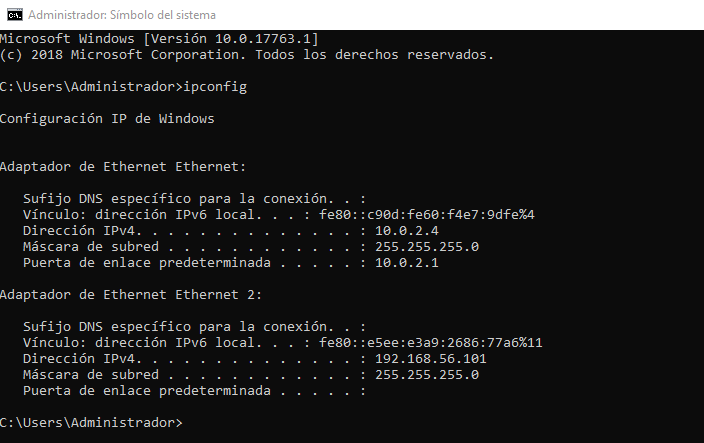 Administrador: Símbolo del sistema
Microsoft Windows [Versión 10.0.17763.1]
(c) 2018 Microsoft Corporation. Todos los derechos reservados.
C:\Users\Administrador>ipconfig
Configuración IP de Windows
Adaptador de Ethernet Ethernet:
Sufijo DNS específico para la conexión. . :
Vínculo: dirección IPv6 local. . . : fe80::c90d:fe60:f4e7:9dfe%4
Dirección IPv4. . . . . . . . . . . . . . : 10.0.2.4
Máscara de subred . . . . . . . . . . . . : 255.255.255.0
Puerta de enlace predeterminada . . . . . : 10.0.2.1
Adaptador de Ethernet Ethernet 2:
Sufijo DNS específico para la conexión. . :
Vínculo: dirección IPv6 local. . . : fe80::e5ee:e3a9:2686:77a6%11
Dirección IPv4. . . . . . . . . . . . . . : 192.168.56.101
Máscara de subred . . . . . . . . . . . . : 255.255.255.0
Puerta de enlace predeterminada . . . . . :
C:\Users\Administrador>